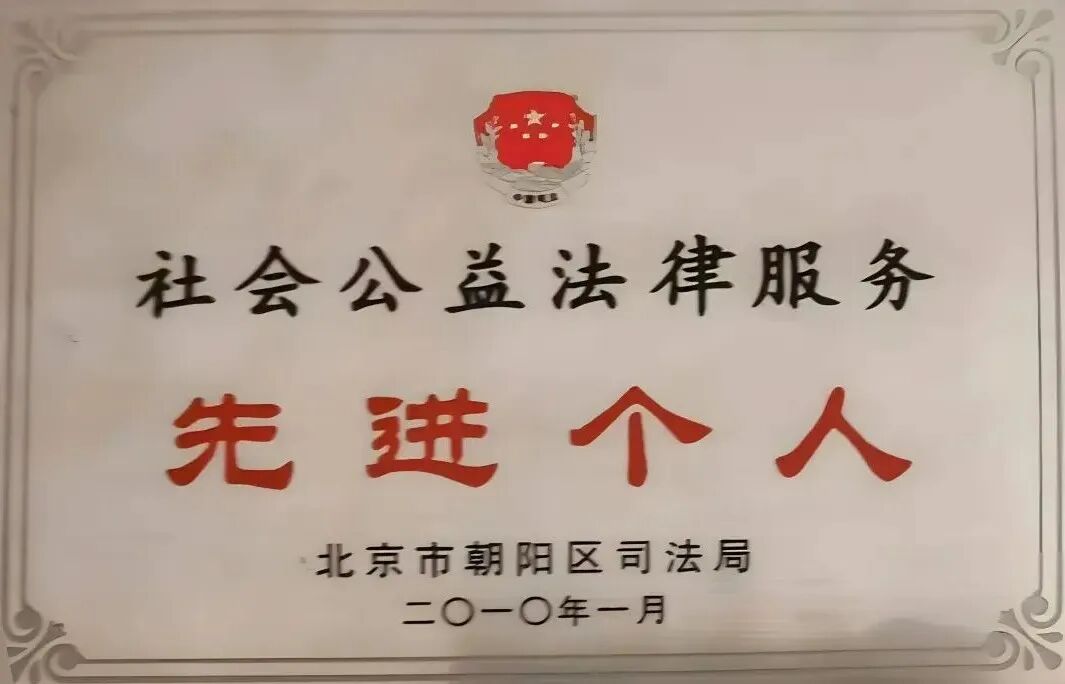 社会公益法律服务
先进个人
北京市朝阳区司法局
二〇一〇年一月